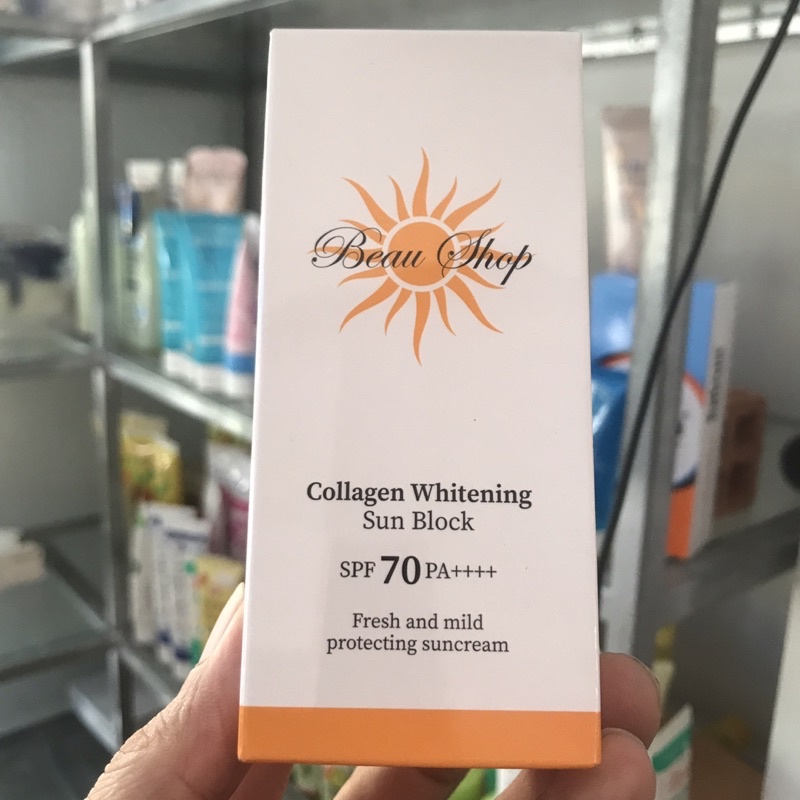 Beau Shop
Collagen Whitening
Sun Block
SPF 70 PA++++
Fresh and mild
protecting suncream